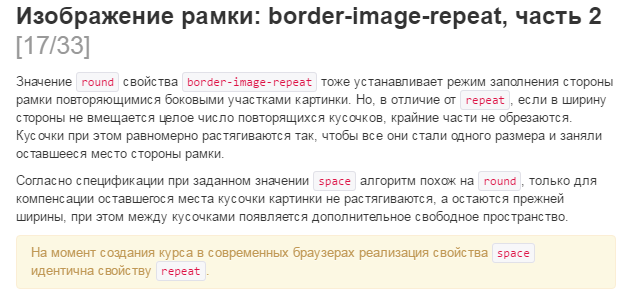 Изображение рамки: border-image-repeat, часть 2
[17/33]
Значение round свойства border-image-repeat тоже устанавливает режим заполнения стороны
рамки повторяющимися боковыми участками картинки. Но, в отличие от repeat, если в ширину
стороны не вмещается целое число повторящихся кусочков, крайние части не обрезаются.
Кусочки при этом равномерно растягиваются так, чтобы все они стали одного размера и заняли
оставшееся место стороны рамки.
Согласно спецификации при заданном значении space алгоритм похож на round, только для
компенсации оставшегося места кусочки картинки не растягиваются, а остаются прежней
ширины, при этом между кусочками появляется дополнительное свободное пространство.
На момент создания курса в современных браузерах реализация свойства space
идентична свойству repeat.